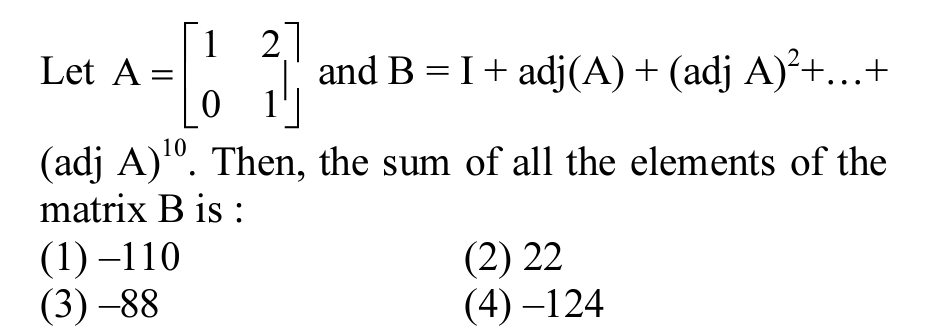 Let A = [1 2 0 1] and B = I + adj(A) + (adj A)²+…+
(adj A)¹⁰. Then, the sum of all the elements of the
matrix B is :
(1) –110 (2) 22
(3) –88 (4) –124